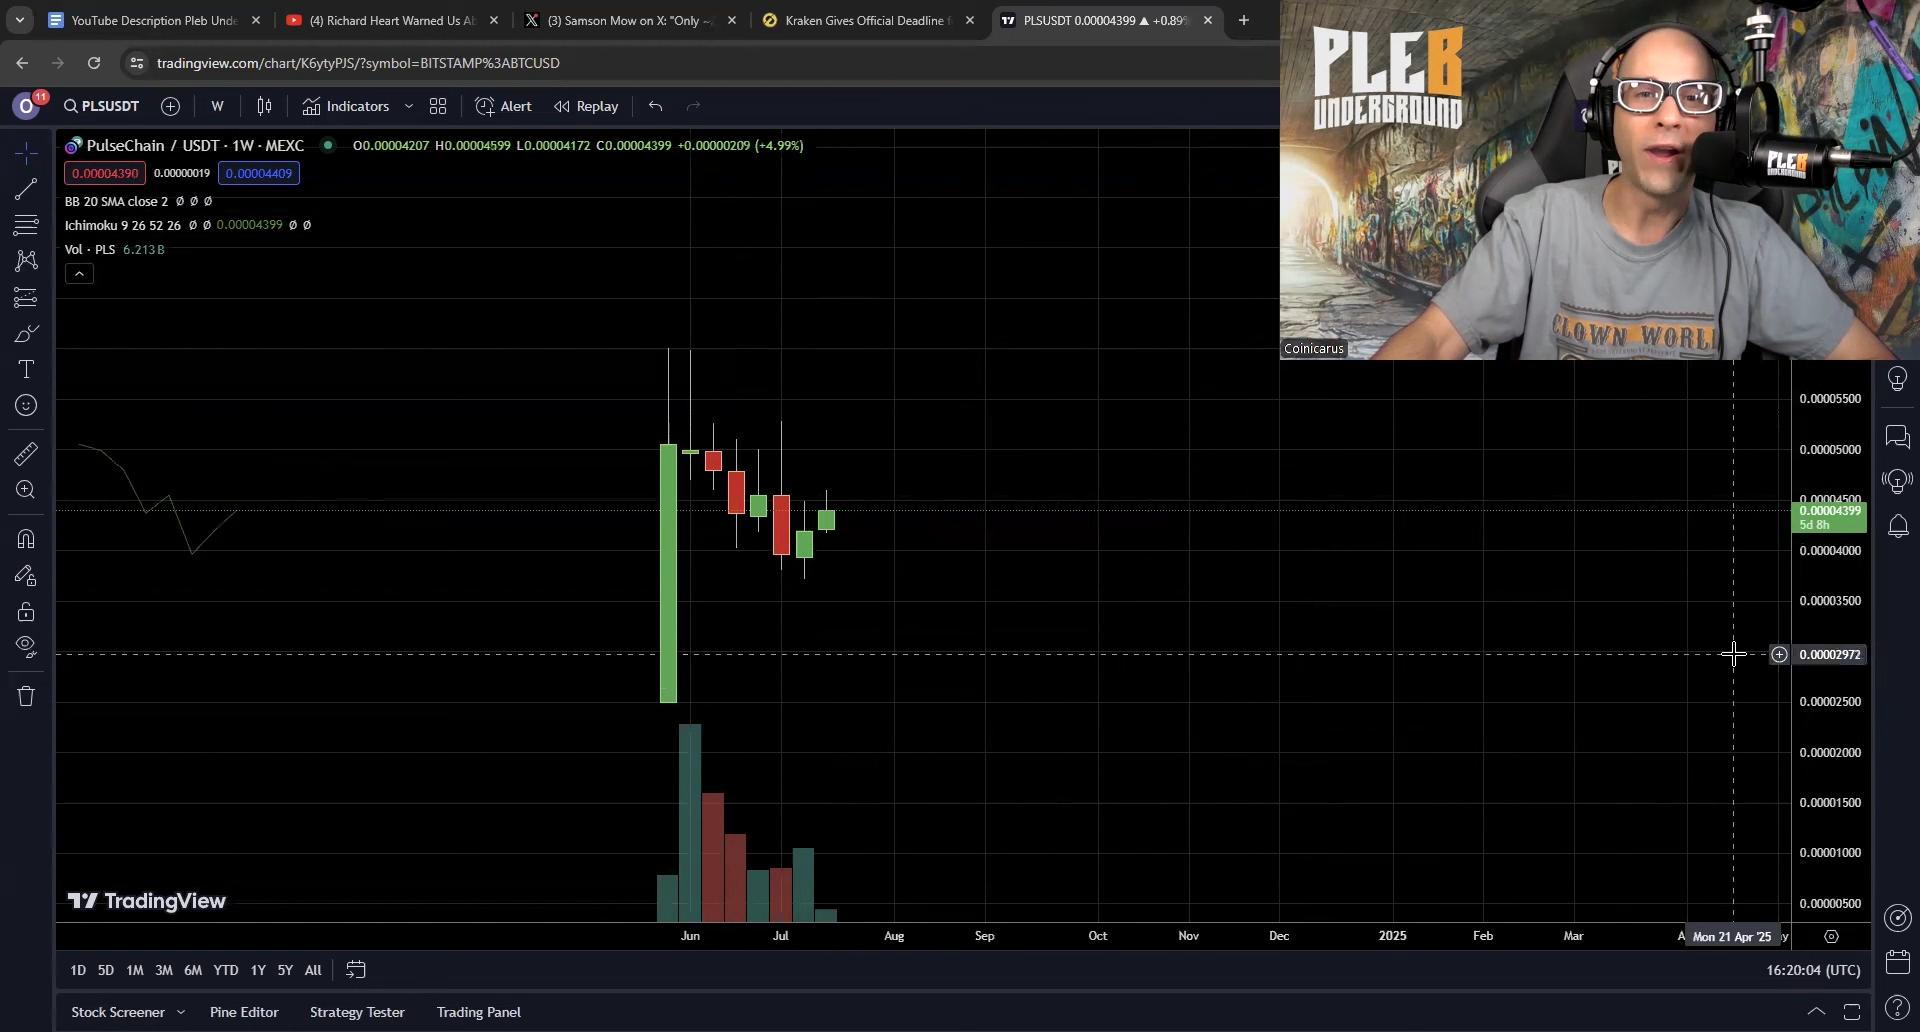 YouTube Description Pleb Unde
(4) Richard Heart Warned Us Ab
(3) Samson Mow on X: "Only ~
Kraken Gives Official Deadline f
PLSUSDT 0.00004399 ▲ +0.89%
tradingview.com/chart/K6ytyPJS/?symbol=BITSTAMP%3ABTCUSD
O
11
PLSUSDT
W
Indicators
Alert
Replay
PulseChain / USDT · 1W · MEXC
O0.00004207 H0.00004599 L0.00004172 C0.00004399 +0.00000209 (+4.99%)
0.00004390
0.00000019
0.00004409
BB 20 SMA close 2 Ø Ø Ø
Ichimoku 9 26 52 26 Ø Ø 0.00004399 Ø Ø
Vol · PLS 6.213B
PLEB
UNDERGROUND
PLEB
UNDERGROUND
CLOWN WORLD
Coinicarus
0.00005500
0.00005000
0.00004500
0.00004399
5d 8h
0.00004000
0.00003500
0.00002972
0.00002500
0.00002000
0.00001500
0.00001000
0.00000500
TradingView
Jun
Jul
Aug
Sep
Oct
Nov
Dec
2025
Feb
Mar
A
Mon 21 Apr '25
ay
1D 5D 1M 3M 6M YTD 1Y 5Y All
16:20:04 (UTC)
Stock Screener
Pine Editor
Strategy Tester
Trading Panel